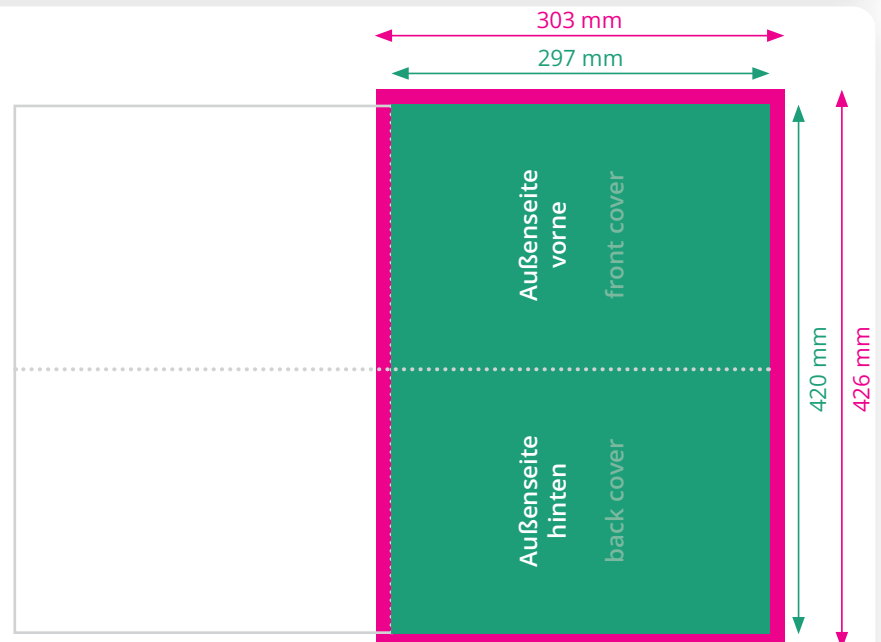 303 mm
297 mm
Außenseite
vorne
front cover
420 mm
426 mm
Außenseite
hinten
back cover